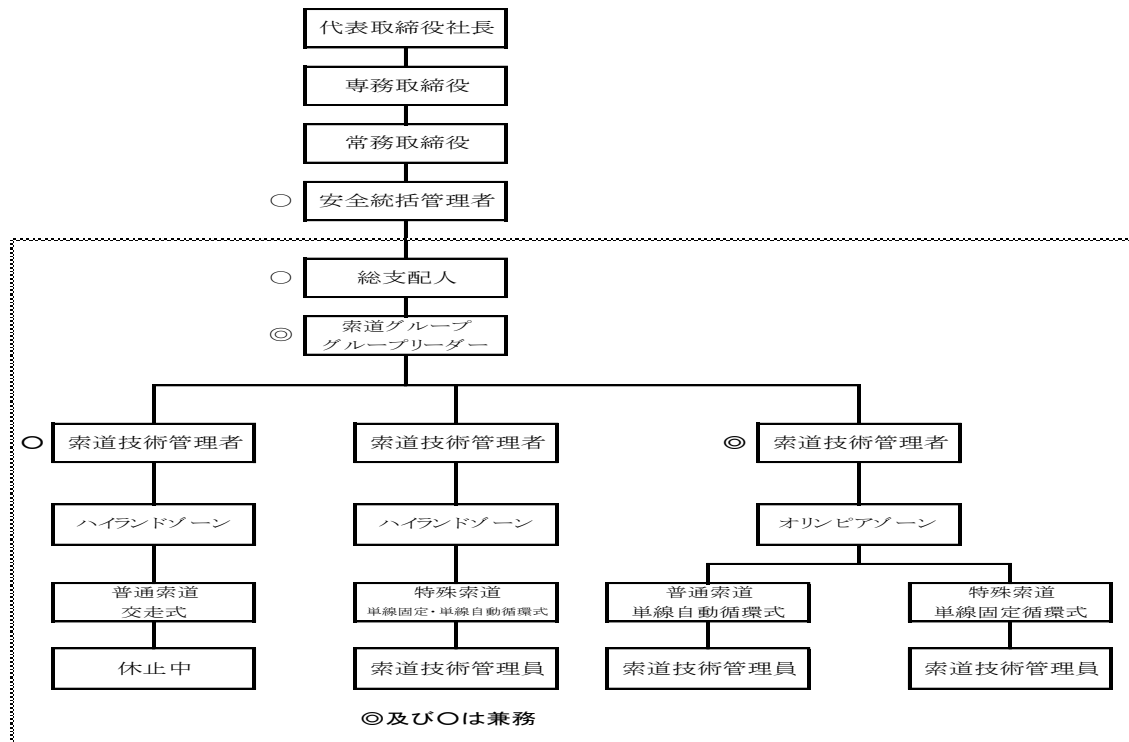 代表取締役社長
専務取締役
常務取締役
○ 安全統括管理者
○ 総支配人
◎ 索道グループ
グループリーダー
○ 索道技術管理者 索道技術管理者 ◎ 索道技術管理者
ハイランドゾーン ハイランドゾーン オリンピアゾーン
普通索道 特殊索道 普通索道 特殊索道
交走式 単線固定・単線自動循環式 単線自動循環式 単線固定循環式
休止中 索道技術管理員 索道技術管理員 索道技術管理員
◎及び○は兼務